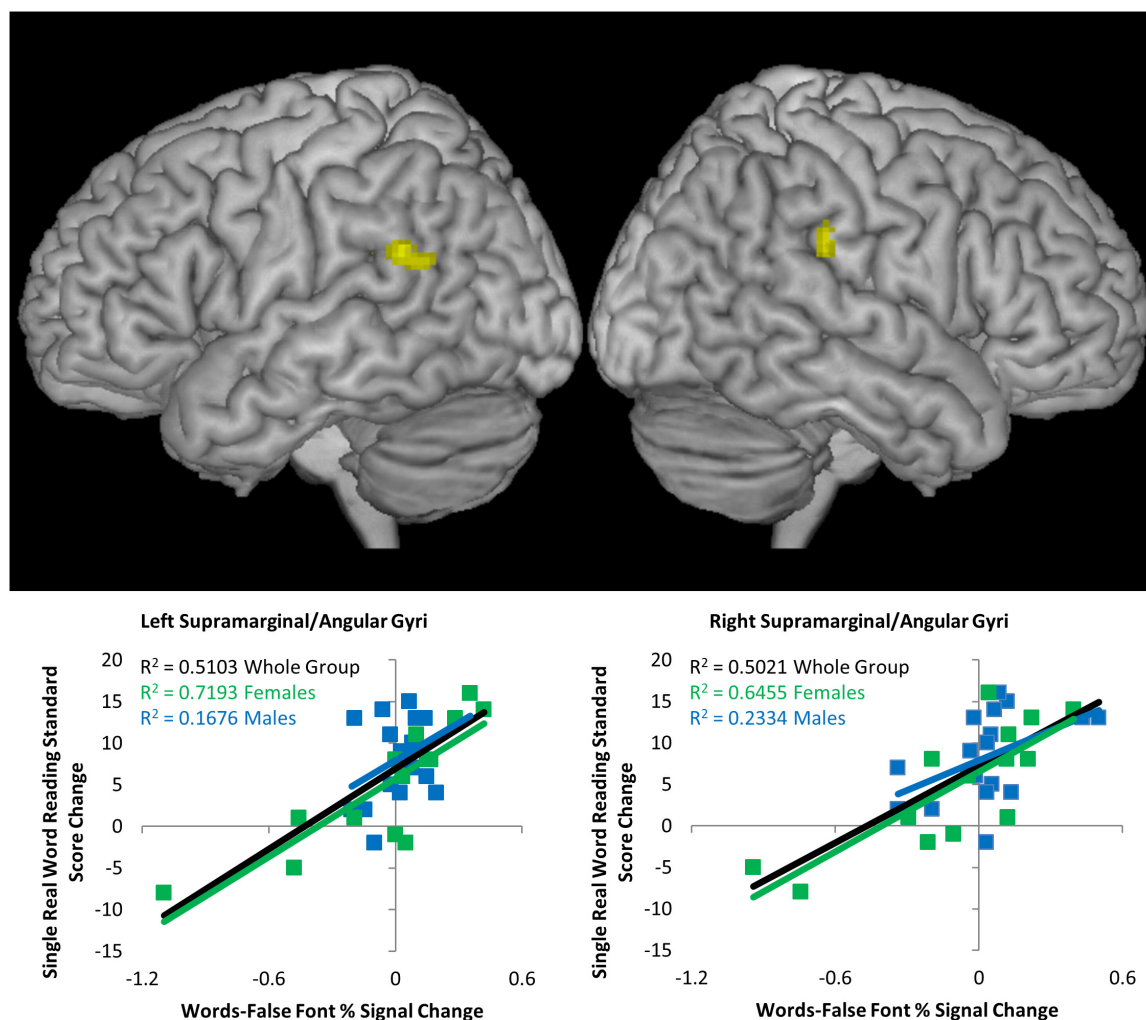 Left Supramarginal/Angular Gyri
R² = 0.5103 Whole Group
R² = 0.7193 Females
R² = 0.1676 Males
Single Real Word Reading Standard
Score Change
20
15
10
5
0
-5
-10
-15
-1.2
-0.6
0
0.6
Words-False Font % Signal Change
Right Supramarginal/Angular Gyri
R² = 0.5021 Whole Group
R² = 0.6455 Females
R² = 0.2334 Males
Single Real Word Reading Standard
Score Change
20
15
10
5
0
-5
-10
-15
-1.2
-0.6
0
0.6
Words-False Font % Signal Change